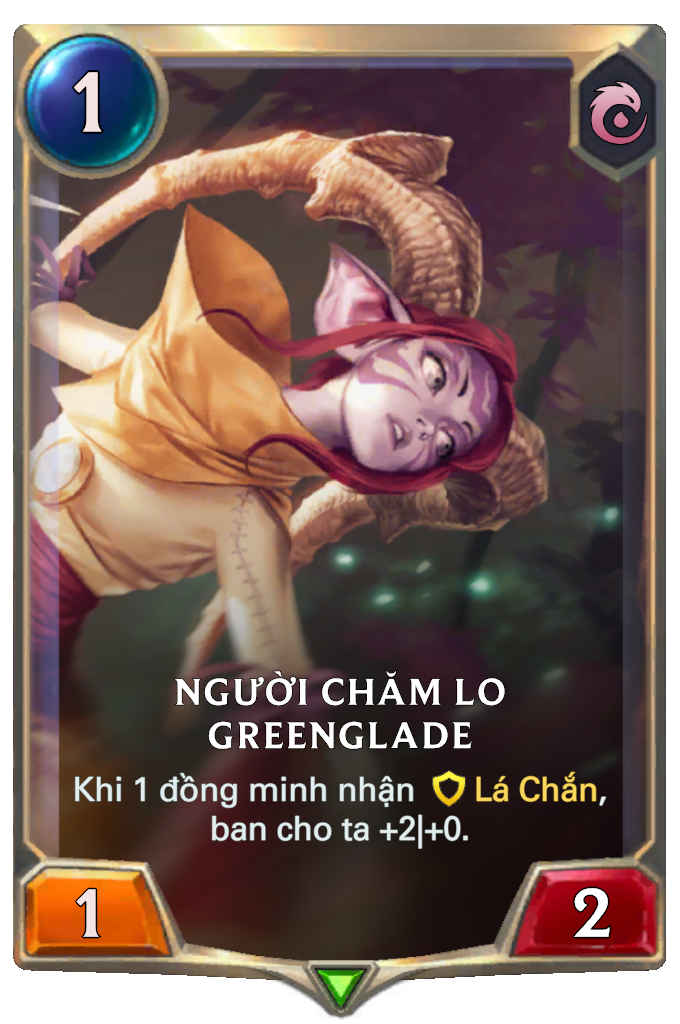 1
NGƯỜI CHĂM LO
GREENGLADE
Khi 1 đồng minh nhận Lá Chắn,
ban cho ta +2|+0.
1
2